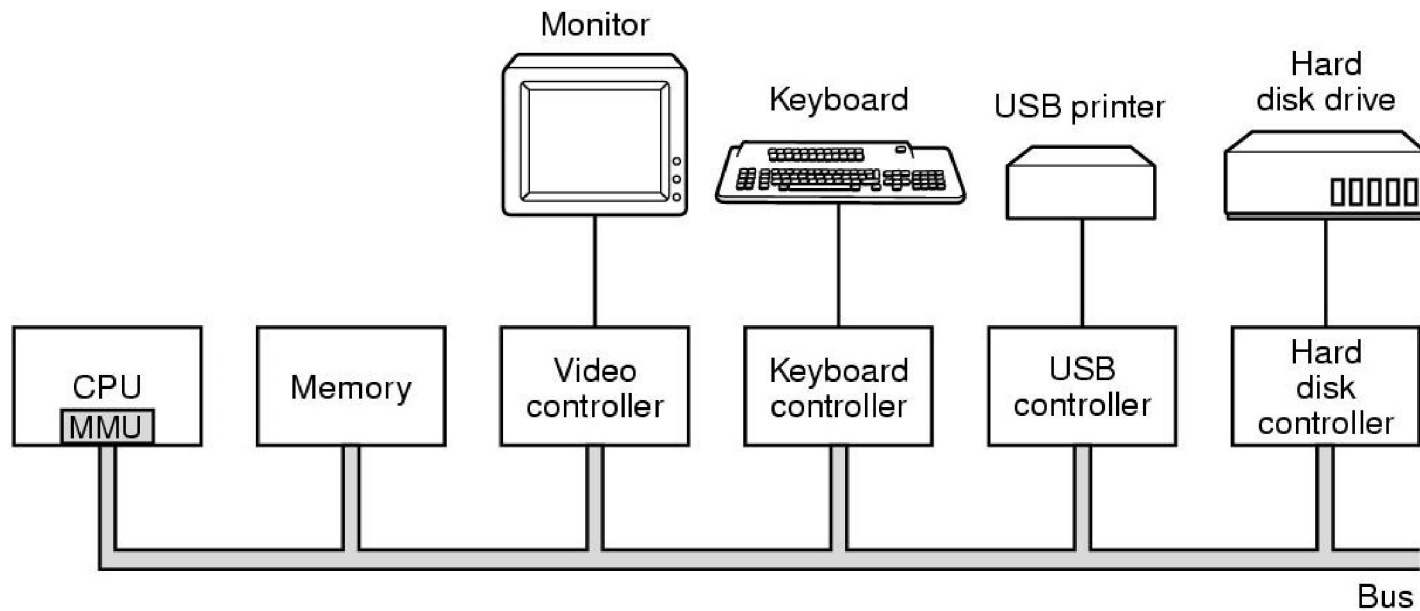 Monitor
Keyboard
USB printer
Hard
disk drive
CPU
MMU
Memory
Video
controller
Keyboard
controller
USB
controller
Hard
disk
controller
Bus